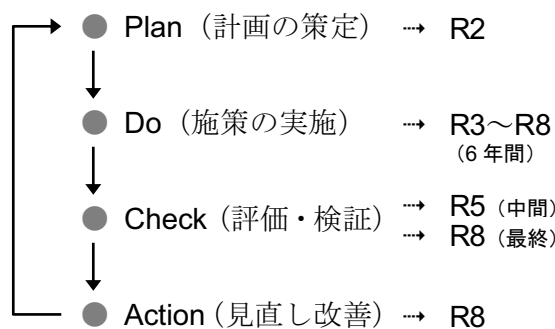 Plan（計画の策定） ⇢ R2
Do（施策の実施） ⇢ R3～R8
（6年間）
Check（評価・検証） ⇢ R5（中間）
⇢ R8（最終）
Action（見直し改善） ⇢ R8